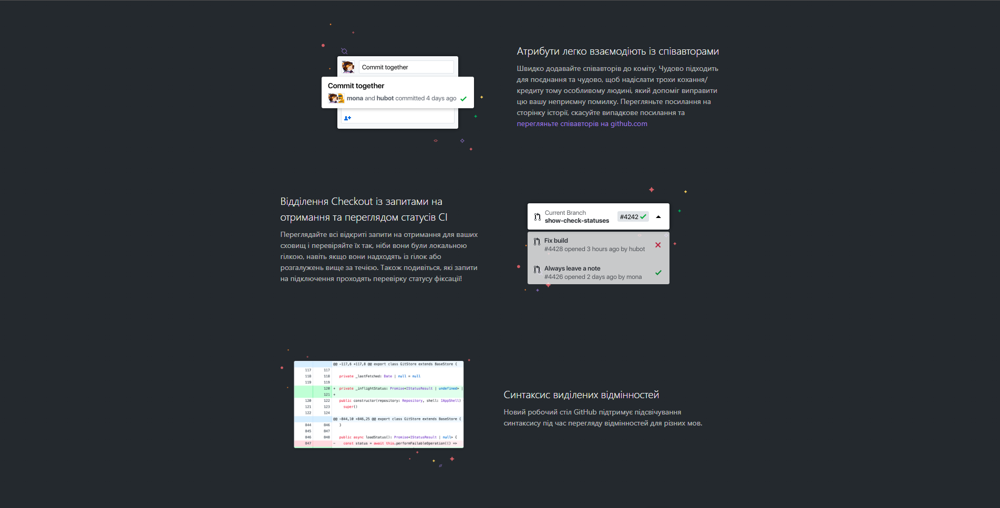 Commit together
Commit together
mona and hubot committed 4 days ago
Атрибути легко взаємодіють із співавторами
Швидко додавайте співавторів до коміту. Чудово підходить
для поєднання та чудово, щоб надіслати трохи кохання/
кредиту тому особливому людині, який допоміг виправити
цю вашу неприємну помилку. Перегляньте посилання на
сторінку історії, скасуйте випадкове посилання та
перегляньте співавторів на github.com
Відділення Checkout із запитами на
отримання та переглядом статусів CI
Переглядайте всі відкриті запити на отримання для ваших
сховищ і перевіряйте їх так, ніби вони були локальною
гілкою, навіть якщо вони надходять із гілок або
розгалужень вище за течією. Також подивіться, які запити
на підключення проходять перевірку статусу фіксації!
Current Branch
show-check-statuses
#4242
Fix build
#4428 opened 3 hours ago by hubot
Always leave a note
#4426 opened 2 days ago by mona
@@ -117,6 +117,8 @@ export class GitStore extends BaseStore {
117 117
118 118 private _lastFetched: Date | null = null
119 119
120 + private _inflightStatus: Promise<IStatusResult | undefined> |
121 +
120 122 public constructor(repository: Repository, shell: IAppShell)
121 123 super()
122 124
@@ -844,10 +846,25 @@ export class GitStore extends BaseStore {
844 846 }
845 847
846 848 public async loadStatus(): Promise<IStatusResult | null> {
847 - const status = await this.performFailableOperation(() =>
Синтаксис виділених відмінностей
Новий робочий стіл GitHub підтримує підсвічування
синтаксису під час перегляду відмінностей для різних мов.